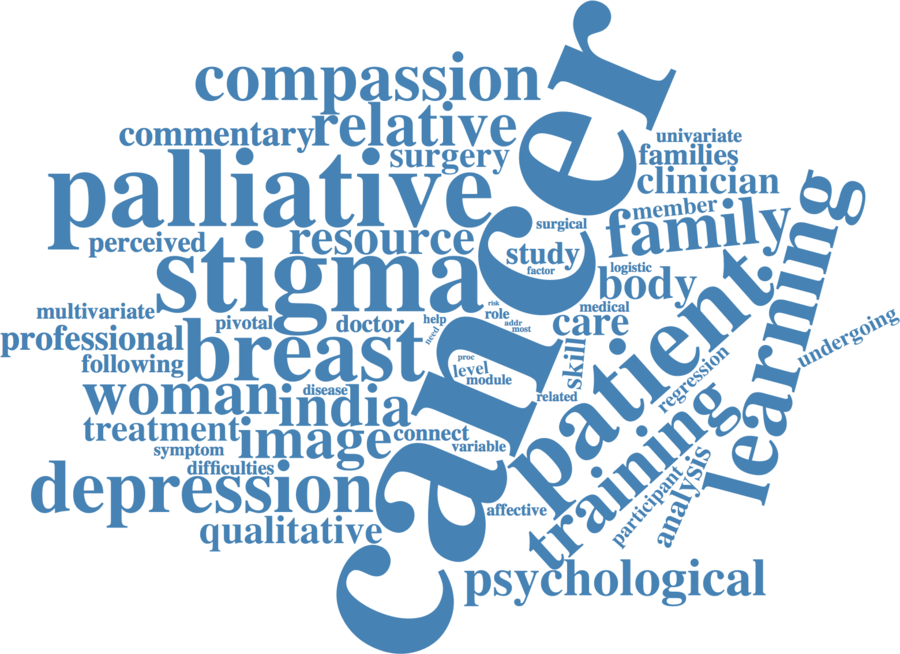 cancer
compassion
commentary
relative
surgery
univariate
families
clinician
palliative
member
family
learning
perceived
resource
surgical
study
factor
logistic
body
stigma
patient
multivariate
pivotal
doctor
help
need
risk
role
addr
most
medical
care
professional
following
breast
proc
level
module
skill
undergoing
regression
woman
disease
india
related
treatment
image
connect
variable
training
symptom
difficulties
depression
participant
analysis
affective
qualitative
psychological